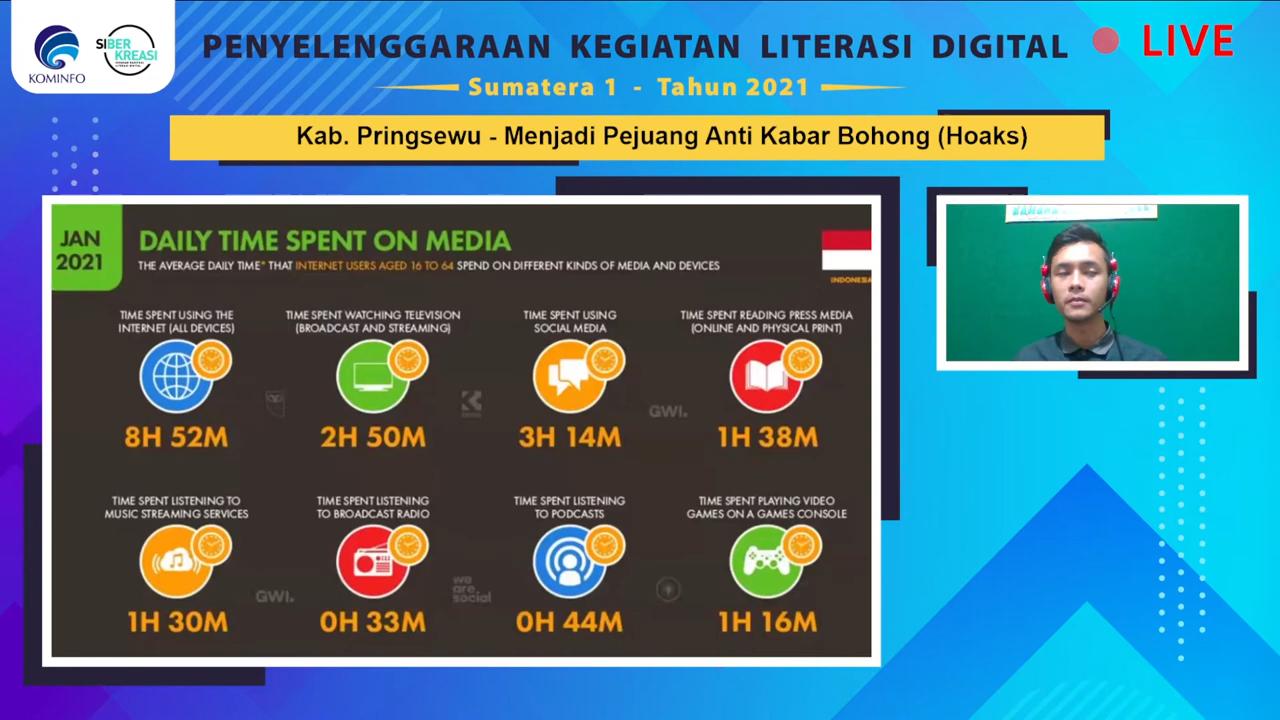 KOMINFO
SIBER
KREASI
PENYELENGGARAAN KEGIATAN LITERASI DIGITAL
LIVE
Sumatera 1 - Tahun 2021
Kab. Pringsewu - Menjadi Pejuang Anti Kabar Bohong (Hoaks)
JAN
2021
DAILY TIME SPENT ON MEDIA
THE AVERAGE DAILY TIME* THAT INTERNET USERS AGED 16 TO 64 SPEND ON DIFFERENT KINDS OF MEDIA AND DEVICES
INDONESIA
TIME SPENT USING THE
INTERNET (ALL DEVICES)
TIME SPENT WATCHING TELEVISION
(BROADCAST AND STREAMING)
TIME SPENT USING
SOCIAL MEDIA
TIME SPENT READING PRESS MEDIA
(ONLINE AND PHYSICAL PRINT)
GWI.
8H 52M
2H 50M
3H 14M
1H 38M
TIME SPENT LISTENING TO
MUSIC STREAMING SERVICES
TIME SPENT LISTENING
TO BROADCAST RADIO
TIME SPENT LISTENING
TO PODCASTS
TIME SPENT PLAYING VIDEO
GAMES ON A GAMES CONSOLE
GWI.
we
are
social
1H 30M
0H 33M
0H 44M
1H 16M